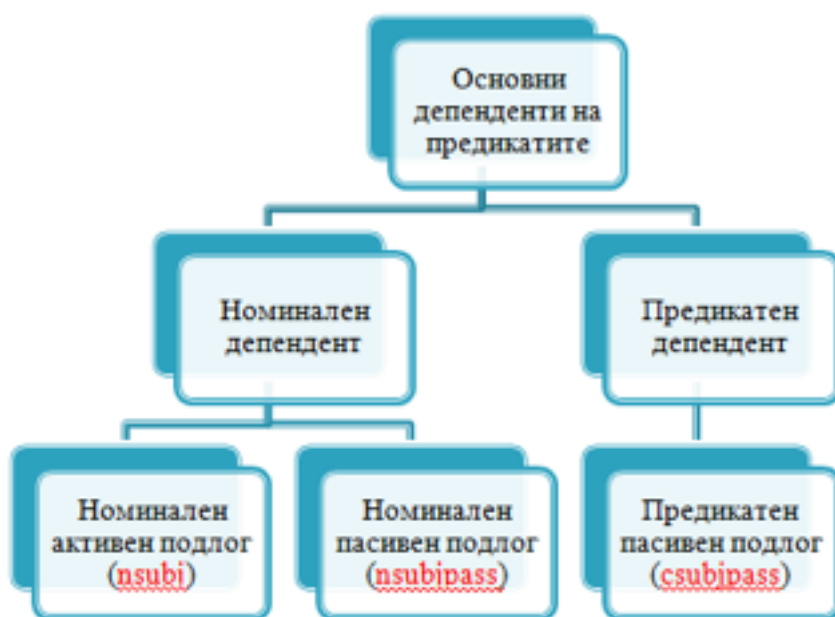 Основни
депенденти на
предикатите
Номинален
депендент
Предикатен
депендент
Номинален
активен подлог
(nsubj)
Номинален
пасивен подлог
(nsubjpass)
Предикатен
пасивен подлог
(csubjpass)